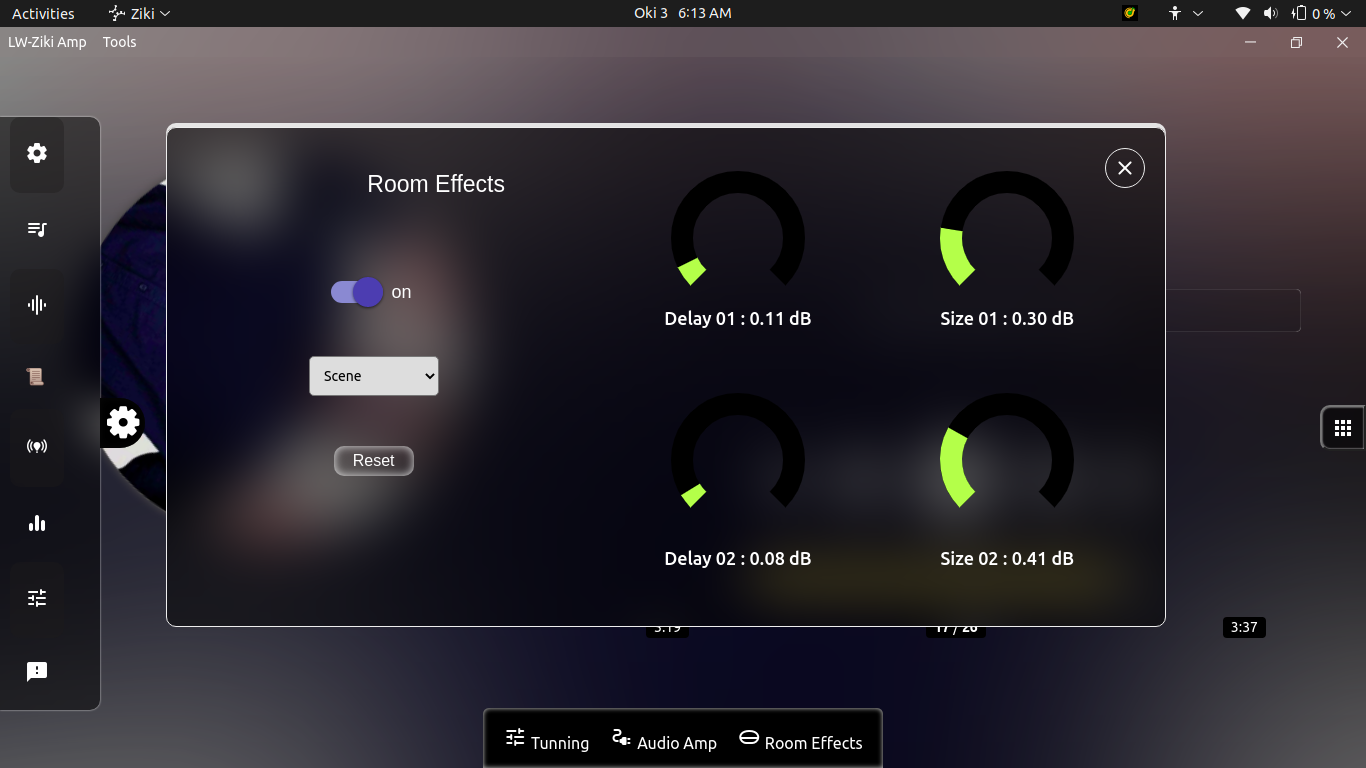 Activities
Ziki
Oki 3 6:13 AM
0 %
LW-Ziki Amp Tools
Room Effects
on
Scene
Reset
Delay 01 : 0.11 dB
Size 01 : 0.30 dB
Delay 02 : 0.08 dB
Size 02 : 0.41 dB
3:19
17 / 26
3:37
Tunning
Audio Amp
Room Effects